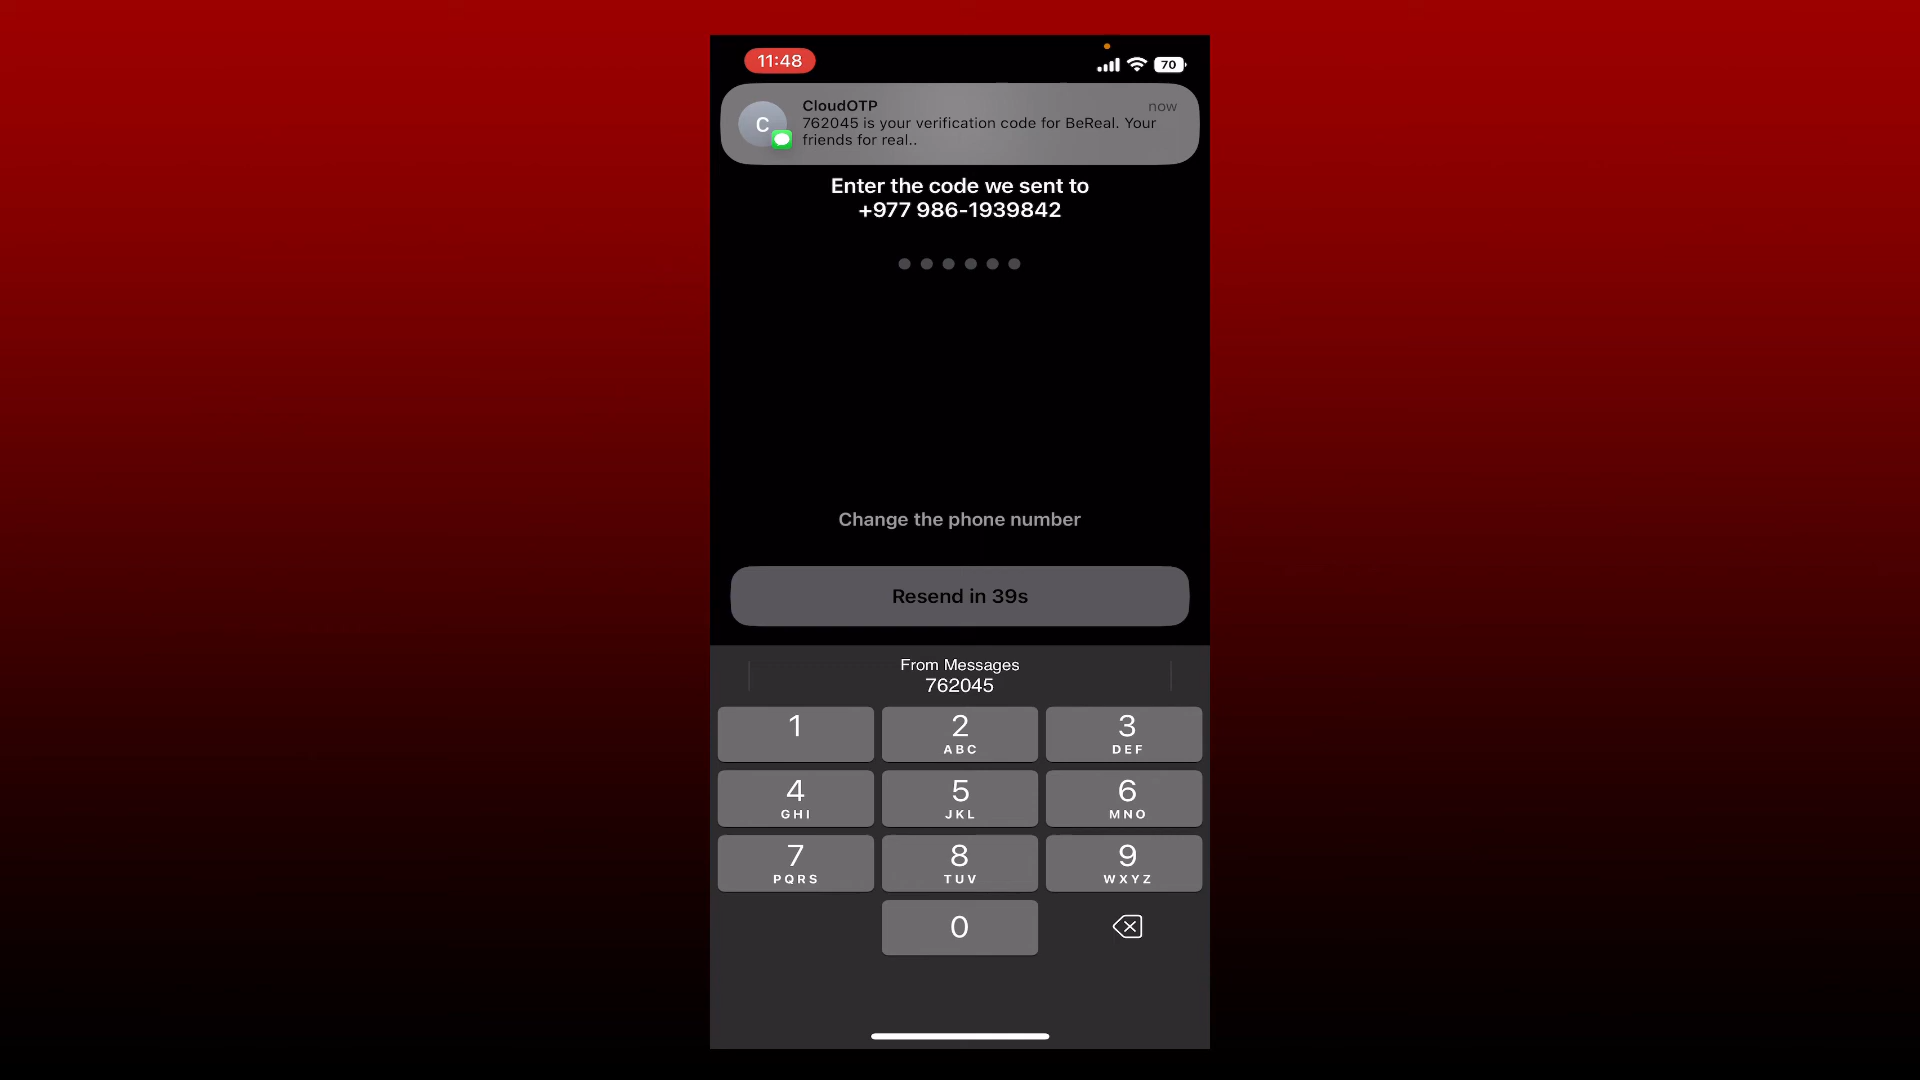 11:48
70
CloudOTP
now
C
762045 is your verification code for BeReal. Your
friends for real..
Enter the code we sent to
+977 986-1939842
Change the phone number
Resend in 39s
From Messages
762045
1
2
ABC
3
DEF
4
GHI
5
JKL
6
MNO
7
PQRS
8
TUV
9
WXYZ
0